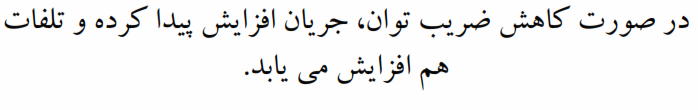 در صورت کاهش ضریب توان، جریان افزایش پیدا کرده و تلفات
هم افزایش می یابد.